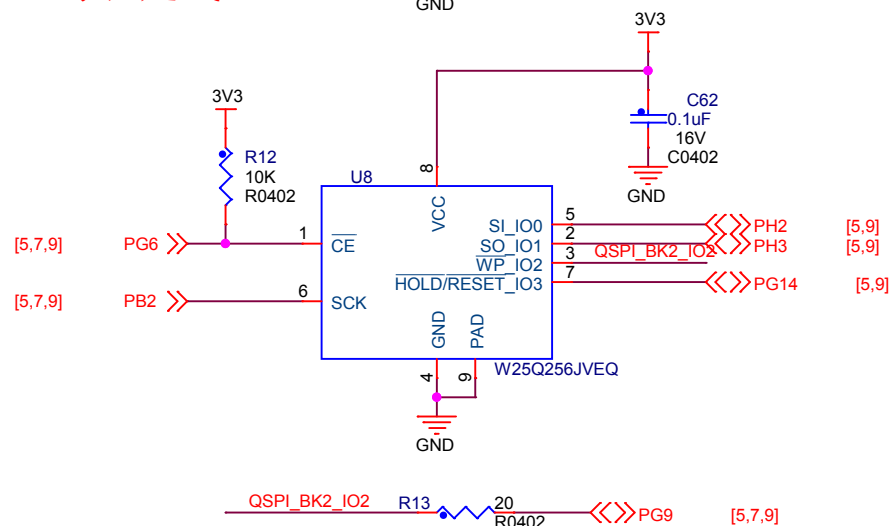 GND
3V3
3V3
C62
0.1uF
16V
C0402
GND
R12
10K
R0402
U8
8
VCC
[5,7,9] PG6 1 CE
SI_IO0 5 PH2 [5,9]
SO_IO1 2 PH3 [5,9]
WP_IO2 3 QSPI_BK2_IO2
HOLD/RESET_IO3 7 PG14 [5,9]
[5,7,9] PB2 6 SCK
GND PAD
W25Q256JVEQ
4 9
GND
QSPI_BK2_IO2 R13 20 PG9 [5,7,9]
R0402